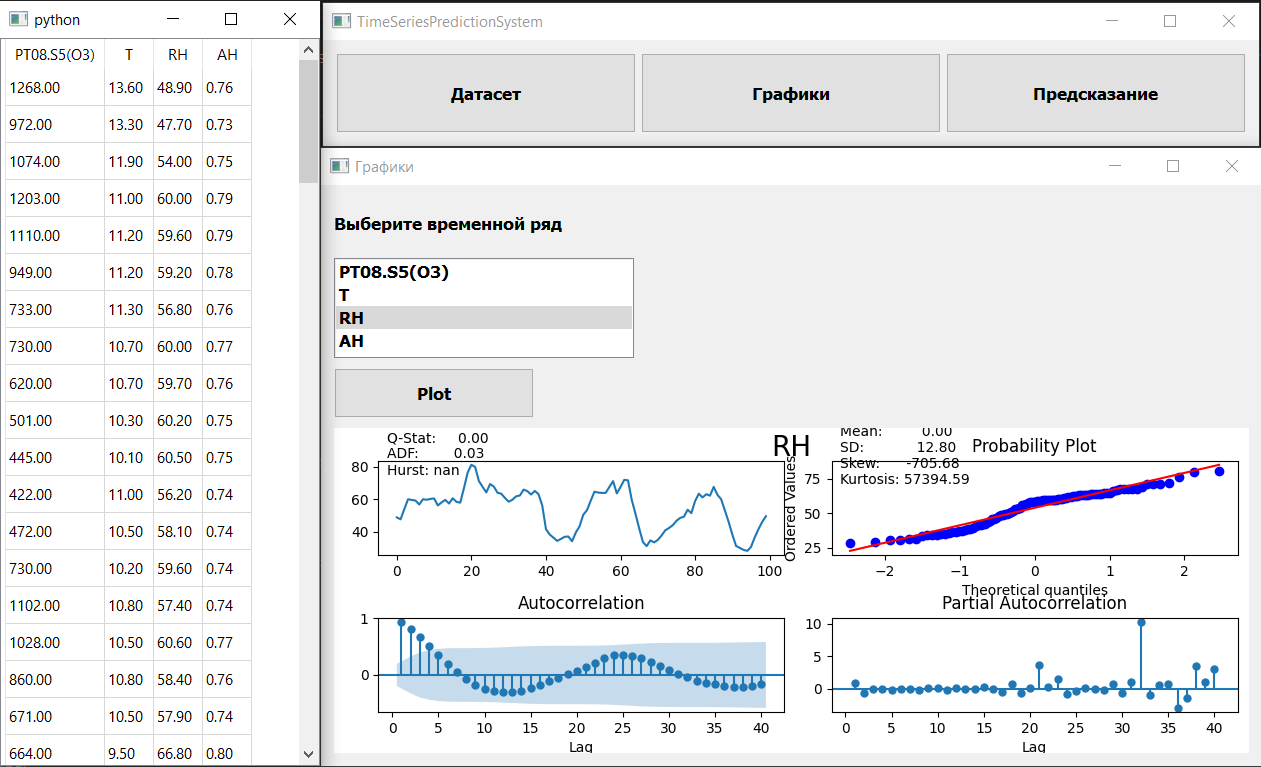 python
PT08.S5(O3) T RH AH
1268.00 13.60 48.90 0.76
972.00 13.30 47.70 0.73
1074.00 11.90 54.00 0.75
1203.00 11.00 60.00 0.79
1110.00 11.20 59.60 0.79
949.00 11.20 59.20 0.78
733.00 11.30 56.80 0.76
730.00 10.70 60.00 0.77
620.00 10.70 59.70 0.76
501.00 10.30 60.20 0.75
445.00 10.10 60.50 0.75
422.00 11.00 56.20 0.74
472.00 10.50 58.10 0.74
730.00 10.20 59.60 0.74
1102.00 10.80 57.40 0.74
1028.00 10.50 60.60 0.77
860.00 10.80 58.40 0.76
671.00 10.50 57.90 0.74
664.00 9.50 66.80 0.80
TimeSeriesPredictionSystem
Датасет Графики Предсказание
Графики
Выберите временной ряд
PT08.S5(O3)
T
RH
AH
Plot
RH
Q-Stat: 0.00
ADF: 0.03
Hurst: nan
80
60
40
0 20 40 60 80 100
Mean: 0.00
SD: 12.80
Skew: -705.68
Kurtosis: 57394.59
Probability Plot
Ordered Values
75
50
25
−2 −1 0 1 2
Theoretical quantiles
Autocorrelation
1
0
0 5 10 15 20 25 30 35 40
Lag
Partial Autocorrelation
10
5
0
0 5 10 15 20 25 30 35 40
Lag